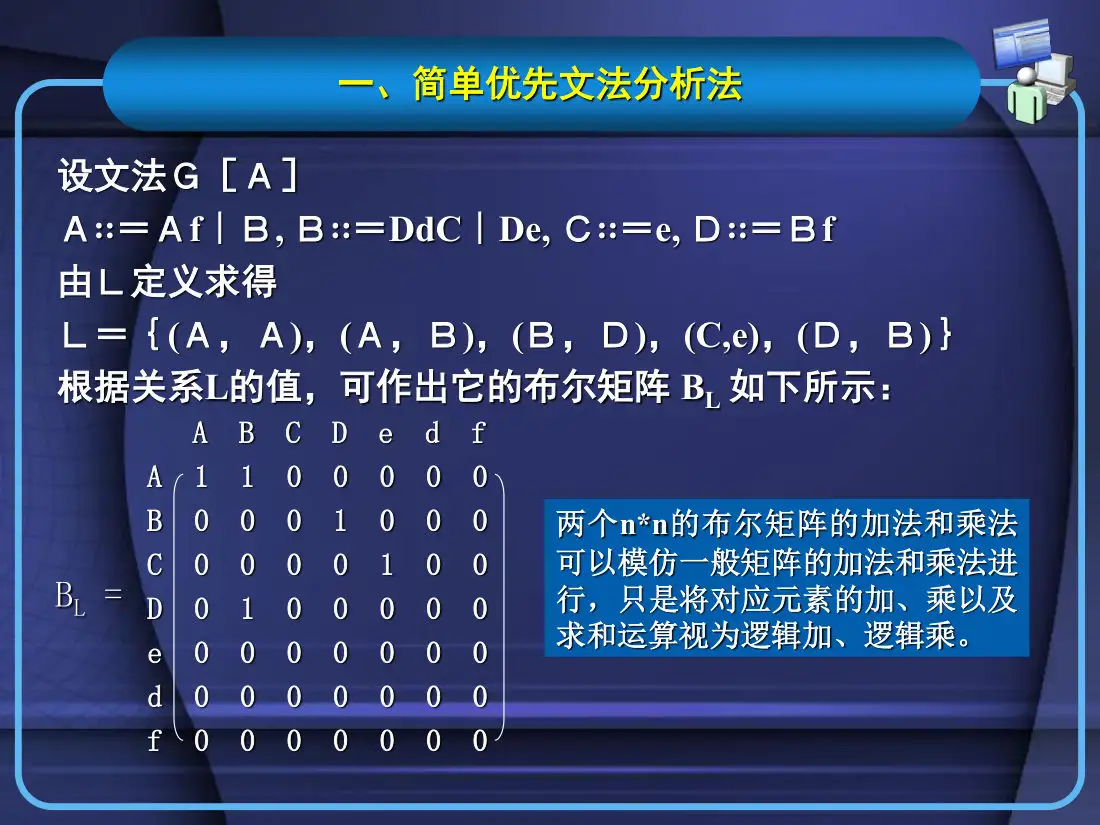 一、简单优先文法分析法
设文法Ｇ［Ａ］
Ａ::＝Ａf｜Ｂ, Ｂ::＝DdC｜De, Ｃ::＝e, Ｄ::＝Ｂf
由Ｌ定义求得
Ｌ＝｛(Ａ，Ａ)，(Ａ，Ｂ)，(Ｂ，Ｄ)，(C,e)，(Ｄ，Ｂ)｝
根据关系L的值，可作出它的布尔矩阵 BL 如下所示：
A B C D e d f
A 1 1 0 0 0 0 0
B 0 0 0 1 0 0 0
C 0 0 0 0 1 0 0
BL =
D 0 1 0 0 0 0 0
e 0 0 0 0 0 0 0
d 0 0 0 0 0 0 0
f 0 0 0 0 0 0 0
两个n*n的布尔矩阵的加法和乘法
可以模仿一般矩阵的加法和乘法进
行，只是将对应元素的加、乘以及
求和运算视为逻辑加、逻辑乘。